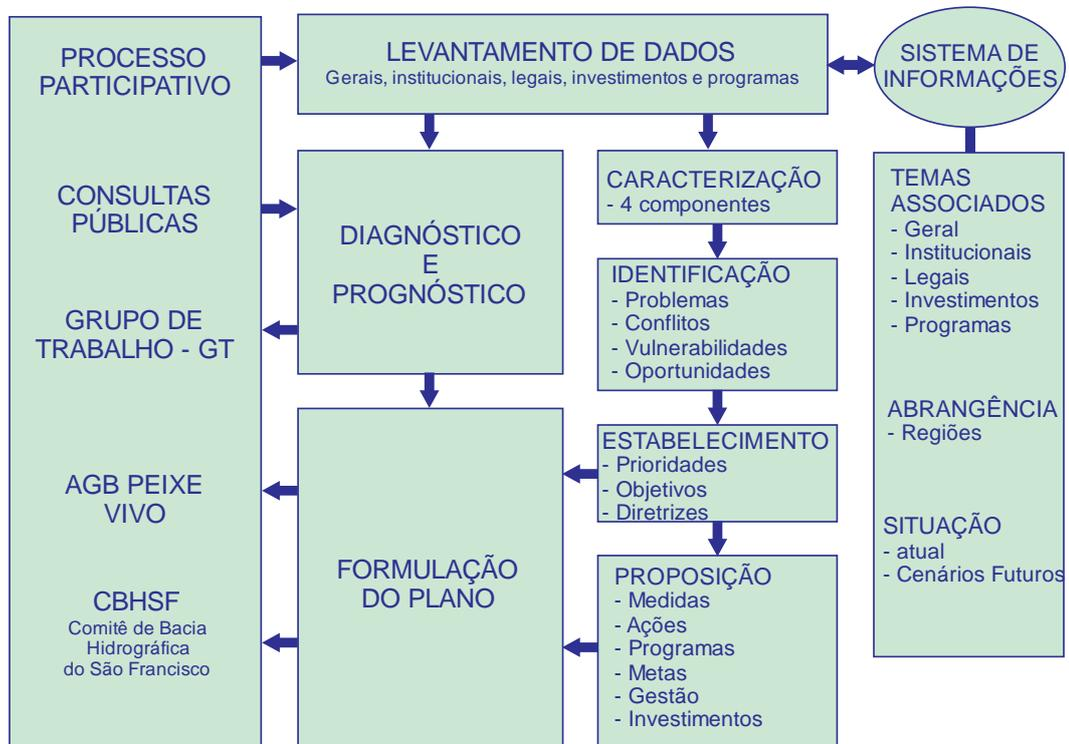 PROCESSO
PARTICIPATIVO
CONSULTAS
PÚBLICAS
GRUPO DE
TRABALHO - GT
AGB PEIXE
VIVO
CBHSF
Comitê de Bacia
Hidrográfica
do São Francisco
LEVANTAMENTO DE DADOS
Gerais, institucionais, legais, investimentos e programas
DIAGNÓSTICO
E
PROGNÓSTICO
FORMULAÇÃO
DO PLANO
CARACTERIZAÇÃO
- 4 componentes
IDENTIFICAÇÃO
- Problemas
- Conflitos
- Vulnerabilidades
- Oportunidades
ESTABELECIMENTO
- Prioridades
- Objetivos
- Diretrizes
PROPOSIÇÃO
- Medidas
- Ações
- Programas
- Metas
- Gestão
- Investimentos
SISTEMA DE
INFORMAÇÕES
TEMAS
ASSOCIADOS
- Geral
- Institucionais
- Legais
- Investimentos
- Programas
ABRANGÊNCIA
- Regiões
SITUAÇÃO
- atual
- Cenários Futuros